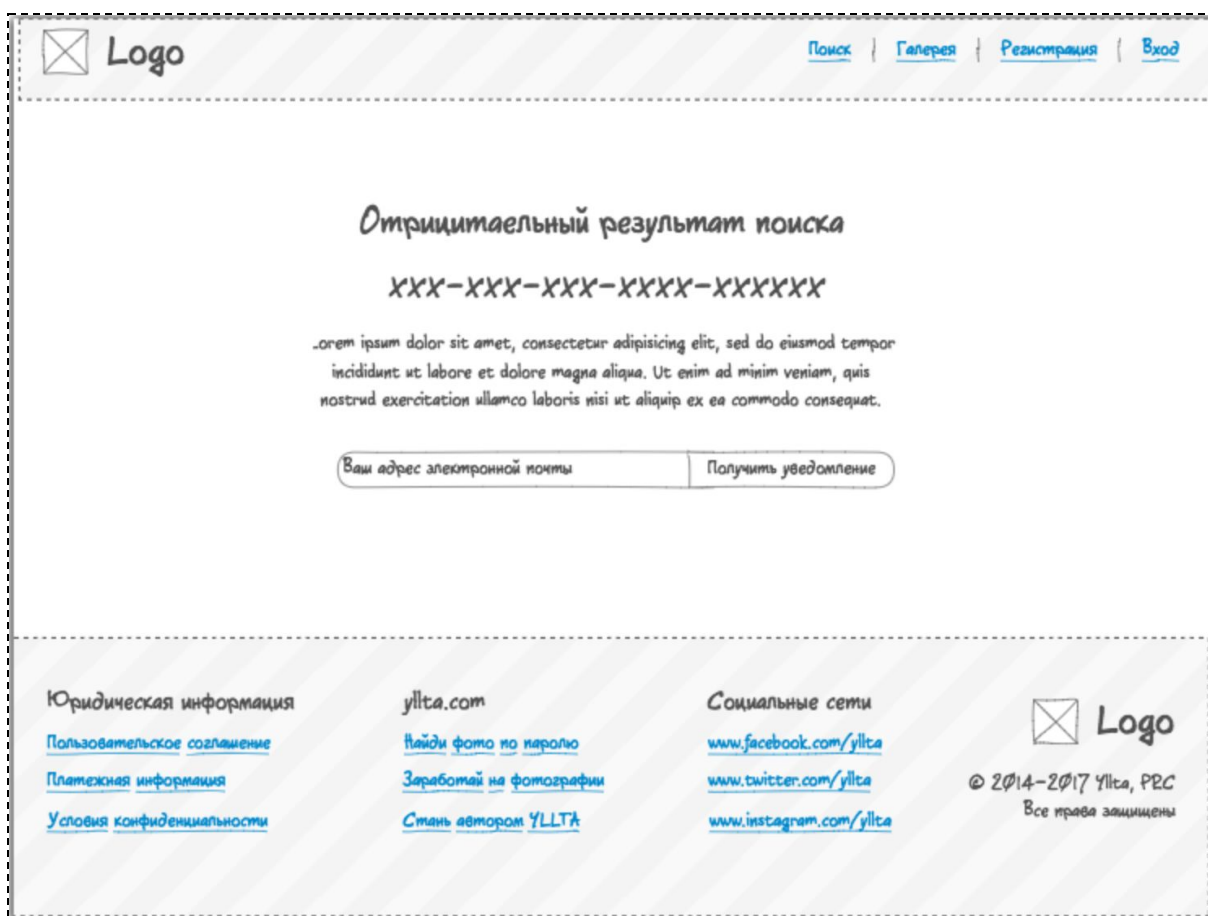 Logo
Поиск | Галерея | Регистрация | Вход
Отрицитаельный результат поиска
xxx-xxx-xxx-xxxx-xxxxxx
.orem ipsum dolor sit amet, consectetur adipisicing elit, sed do eiusmod tempor
incididunt ut labore et dolore magna aliqua. Ut enim ad minim veniam, quis
nostrud exercitation ullamco laboris nisi ut aliquip ex ea commodo consequat.
Ваш адрес электронной почты
Получить уведомление
Юридическая информация
Пользовательское соглашение
Платежная информация
Условия конфиденциальности
yllta.com
Найди фото по паролю
Заработай на фотографии
Стань автором YLLTA
Социальные сети
www.facebook.com/yllta
www.twitter.com/yllta
www.instagram.com/yllta
Logo
© 2014-2017 Yllta, PRC
Все права защищены